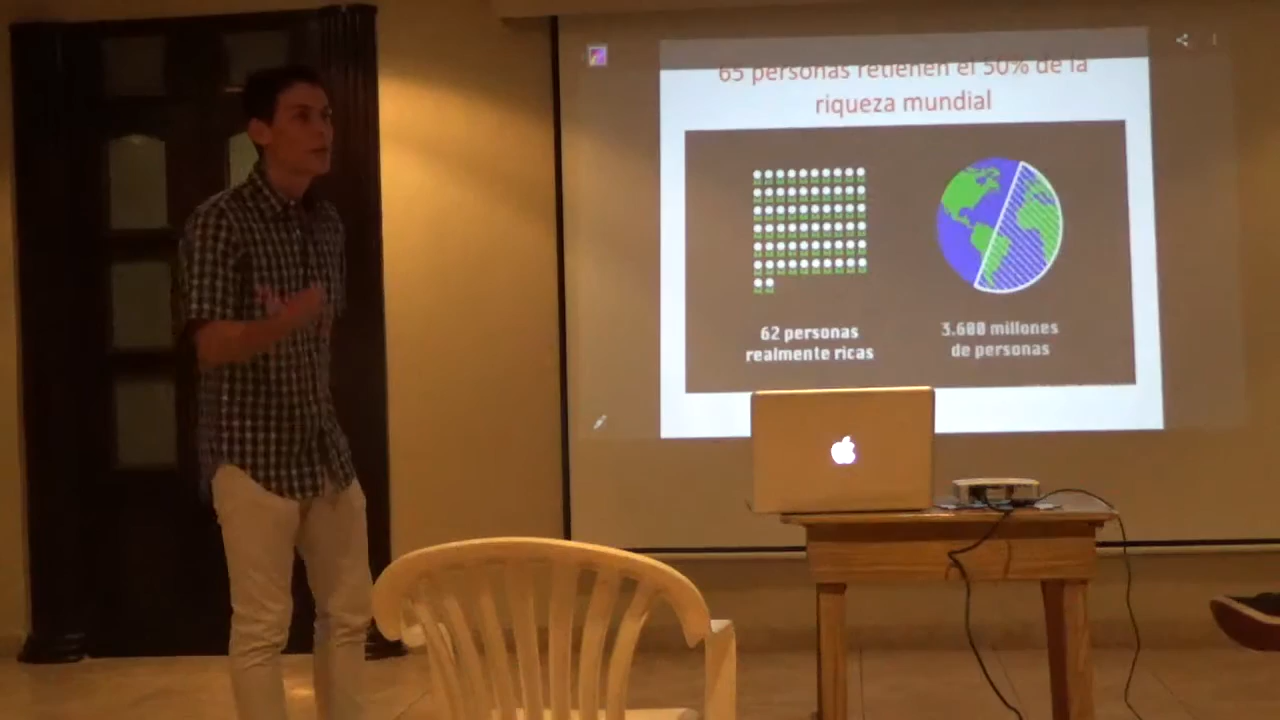 65 personas retienen el 50% de la
riqueza mundial
62 personas
realmente ricas
3.600 millones
de personas